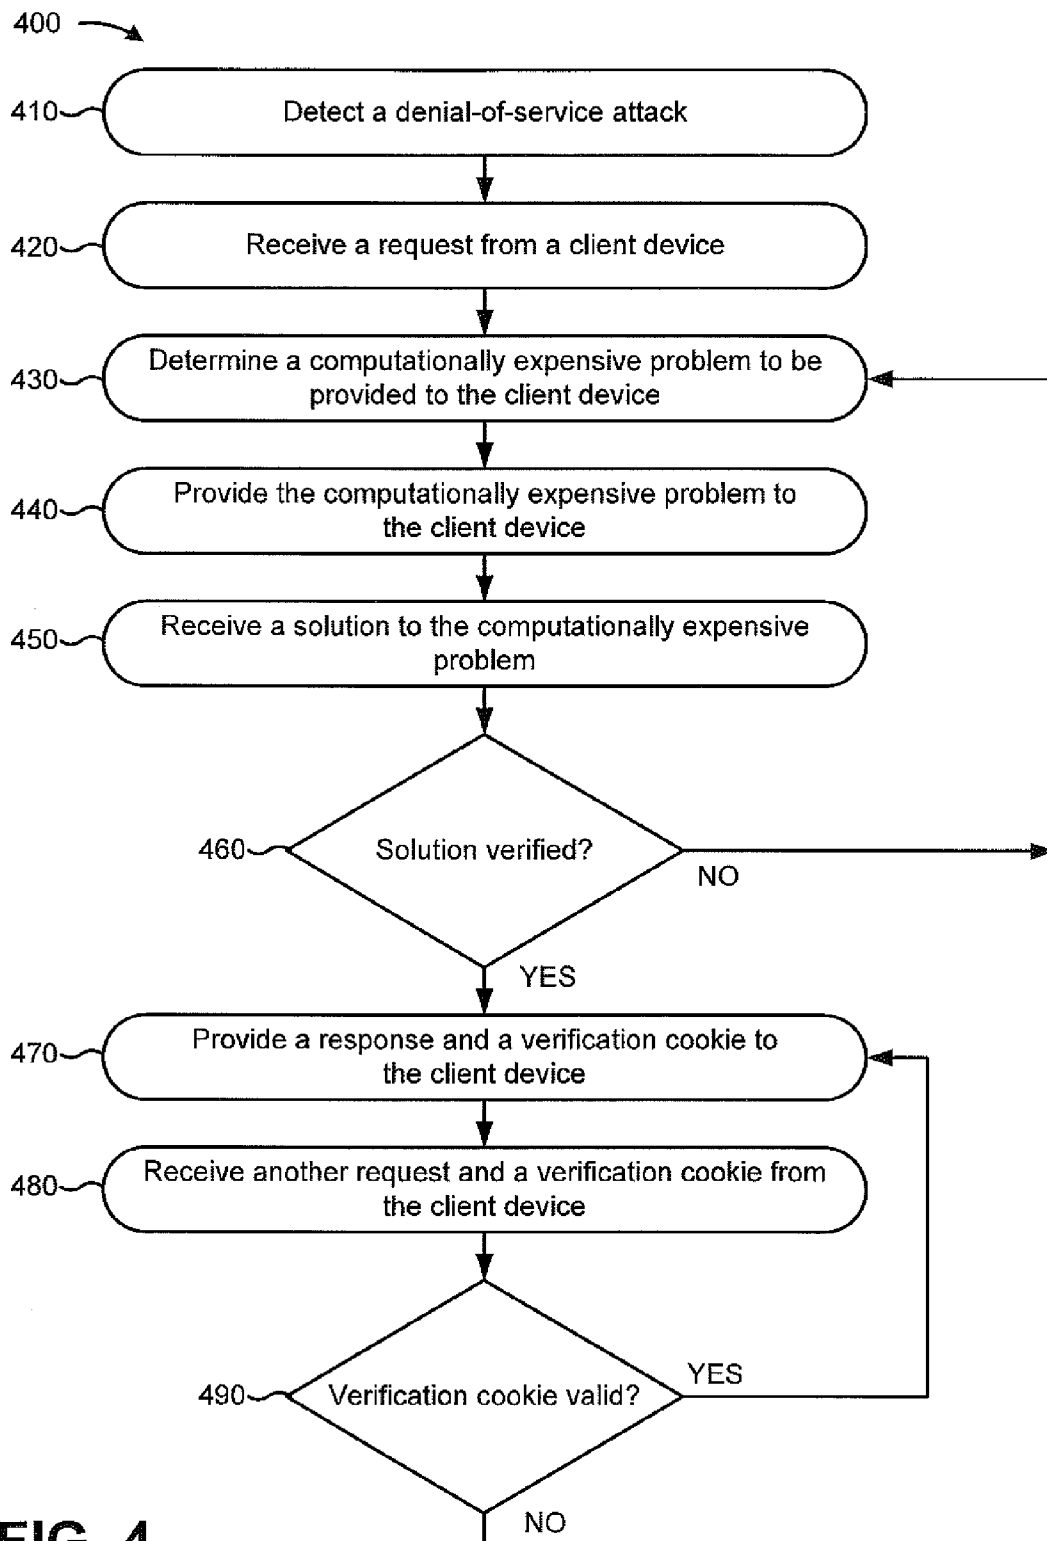 400
410
Detect a denial-of-service attack
420
Receive a request from a client device
430
Determine a computationally expensive problem to be
provided to the client device
440
Provide the computationally expensive problem to
the client device
450
Receive a solution to the computationally expensive
problem
460
Solution verified?
NO
YES
470
Provide a response and a verification cookie to
the client device
480
Receive another request and a verification cookie from
the client device
490
Verification cookie valid?
YES
NO
FIG. 4